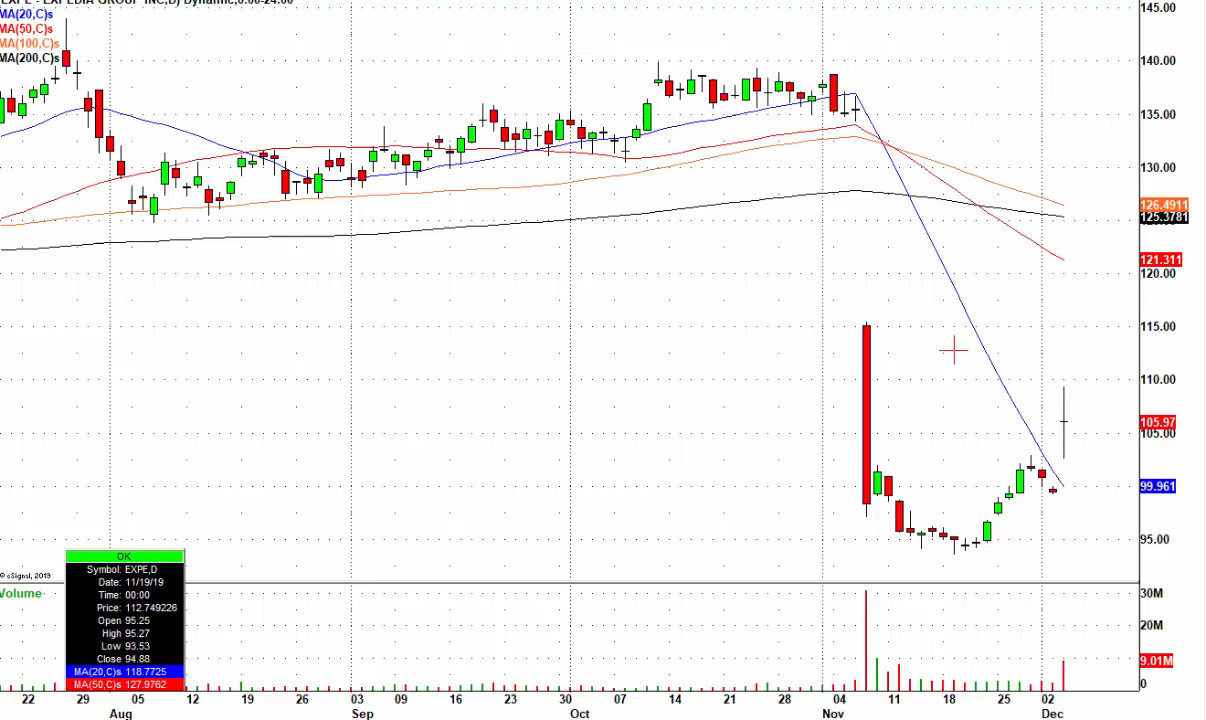 EXPE - EXPEDIA GROUP INC,D) Dynamic,0:00-24:00
MA(20,C)s
MA(50,C)s
MA(100,C)s
MA(200,C)s
145.00
140.00
135.00
130.00
126.4911
125.3781
121.311
120.00
115.00
110.00
105.97
105.00
99.961
95.00
© eSignal, 2019
OK
Symbol: EXPE,D
Date: 11/19/19
Time: 00:00
Price: 112.749226
Open 95.25
High 95.27
Low 93.53
Close 94.88
MA(20,C)s 118.7725
MA(50,C)s 127.9762
Volume
30M
20M
9.01M
0
22 29 05 12 19 26 03 09 16 23 30 07 14 21 28 04 11 18 25 02
Aug Sep Oct Nov Dec